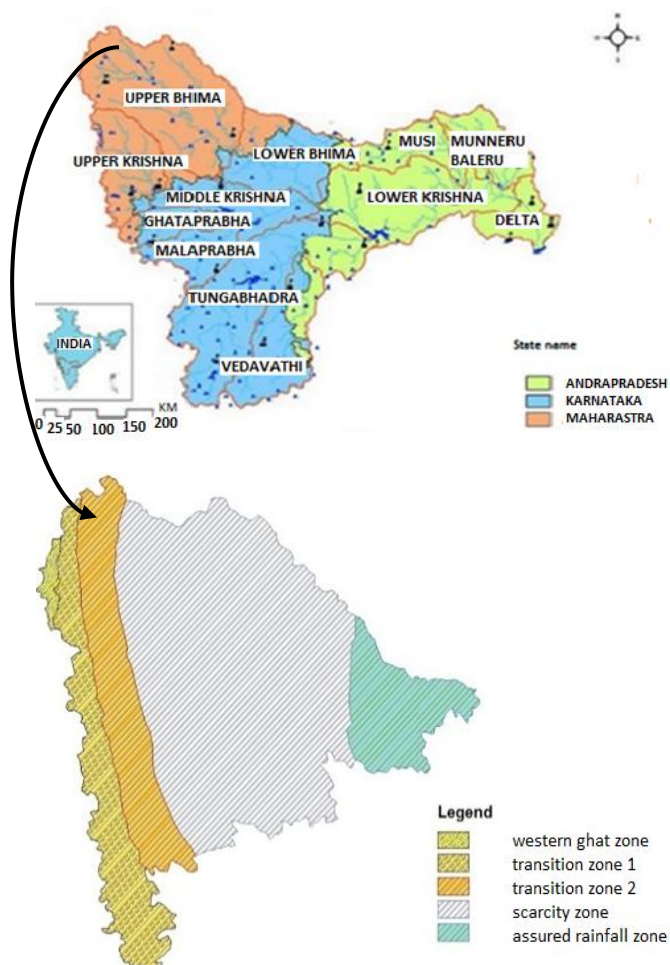 N
UPPER BHIMA
MUSI
MUNNERU
BALERU
LOWER BHIMA
UPPER KRISHNA
MIDDLE KRISHNA
LOWER KRISHNA
GHATAPRABHA
DELTA
MALAPRABHA
TUNGABHADRA
INDIA
VEDAVATHI
State name
KM
0 25 50 100 150 200
ANDRAPRADESH
KARNATAKA
MAHARASTRA
Legend
western ghat zone
transition zone 1
transition zone 2
scarcity zone
assured rainfall zone